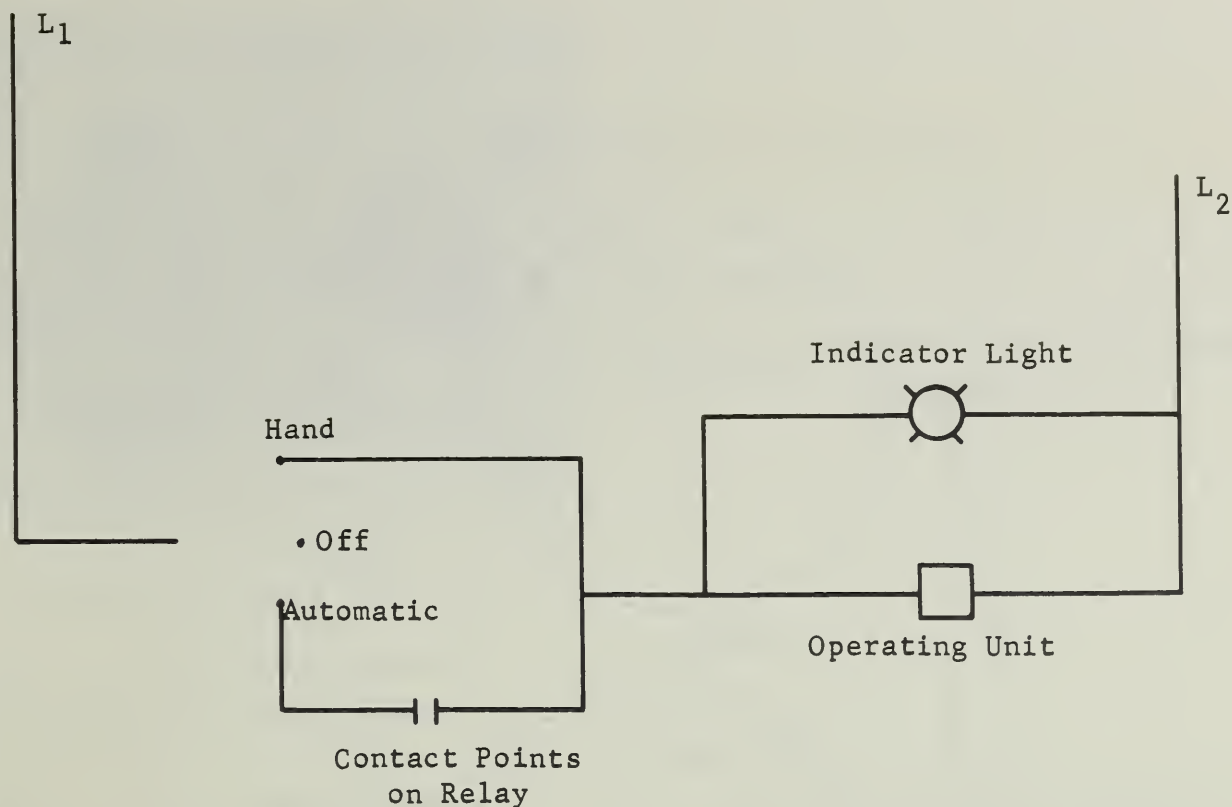 L1
L2
Indicator Light
Hand
Off
Automatic
Operating Unit
Contact Points
on Relay